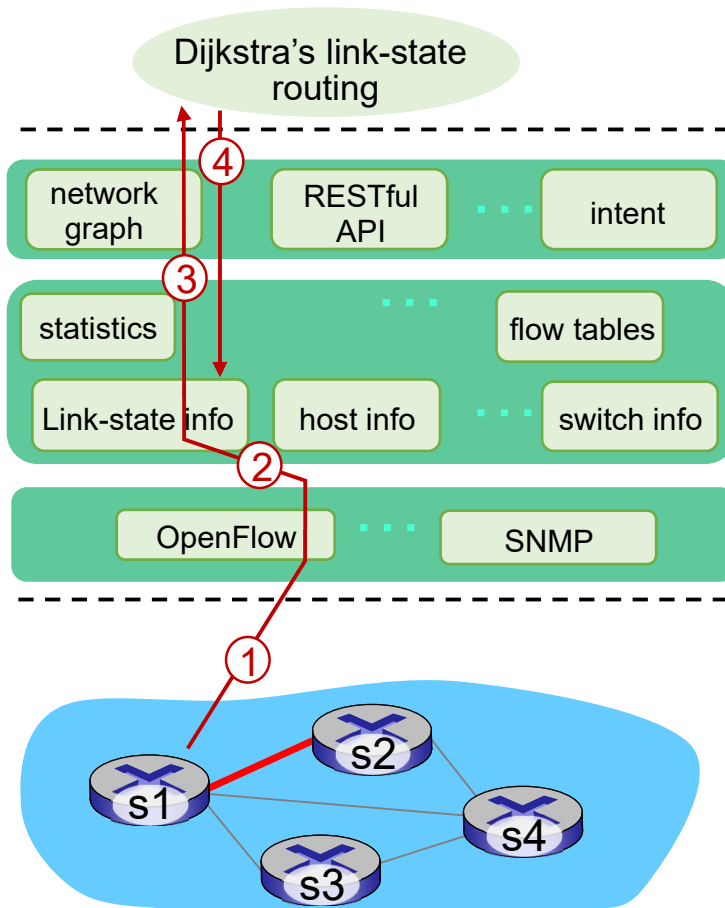 Dijkstra's link-state
routing
4
network
graph
RESTful
API
intent
3
statistics
flow tables
Link-state info
host info
switch info
2
OpenFlow
SNMP
1
s2
s1
s4
s3